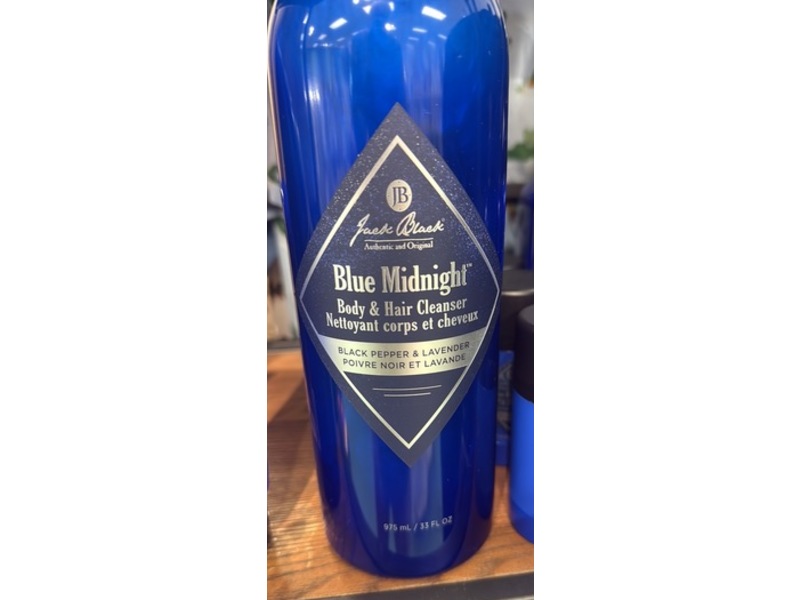 JB
Jack Black
Authentic and Original
Blue Midnight™
Body & Hair Cleanser
Nettoyant corps et cheveux
BLACK PEPPER & LAVENDER
POIVRE NOIR ET LAVANDE
975 mL / 33 FL OZ